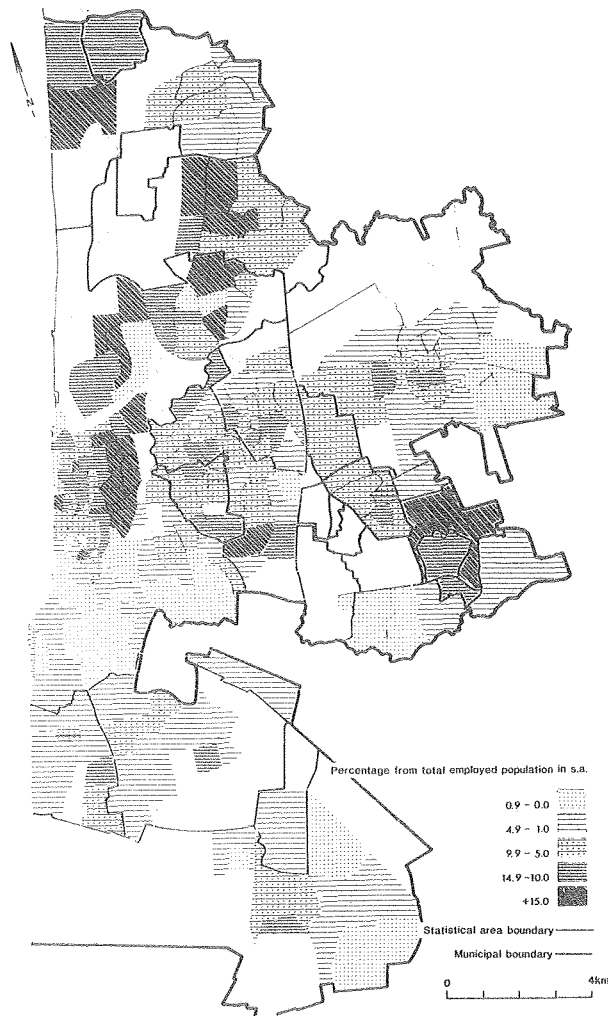 N
Percentage from total employed population in s.a.
0.9 - 0.0
4.9 - 1.0
9.9 - 5.0
14.9 -10.0
+15.0
Statistical area boundary
Municipal boundary
0 4km